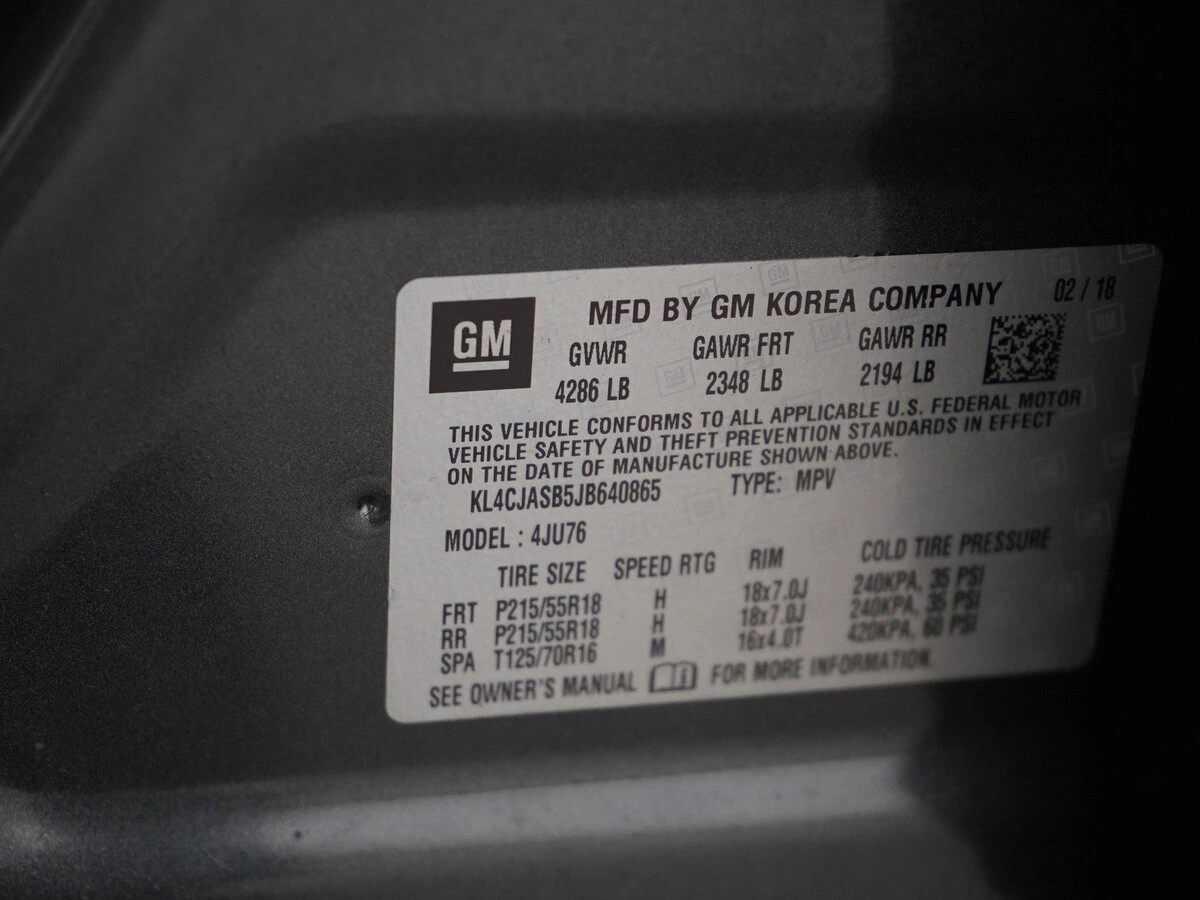 GM
MFD BY GM KOREA COMPANY 02 / 18
GVWR GAWR FRT GAWR RR
4286 LB 2348 LB 2194 LB
THIS VEHICLE CONFORMS TO ALL APPLICABLE U.S. FEDERAL MOTOR
VEHICLE SAFETY AND THEFT PREVENTION STANDARDS IN EFFECT
ON THE DATE OF MANUFACTURE SHOWN ABOVE.
KL4CJASB5JB640865 TYPE: MPV
MODEL : 4JU76
TIRE SIZE SPEED RTG RIM COLD TIRE PRESSURE
FRT P215/55R18 H 18x7.0J 240KPA, 35 PSI
RR P215/55R18 H 18x7.0J 240KPA, 35 PSI
SPA T125/70R16 M 16x4.0T 420KPA, 60 PSI
SEE OWNER'S MANUAL FOR MORE INFORMATION.